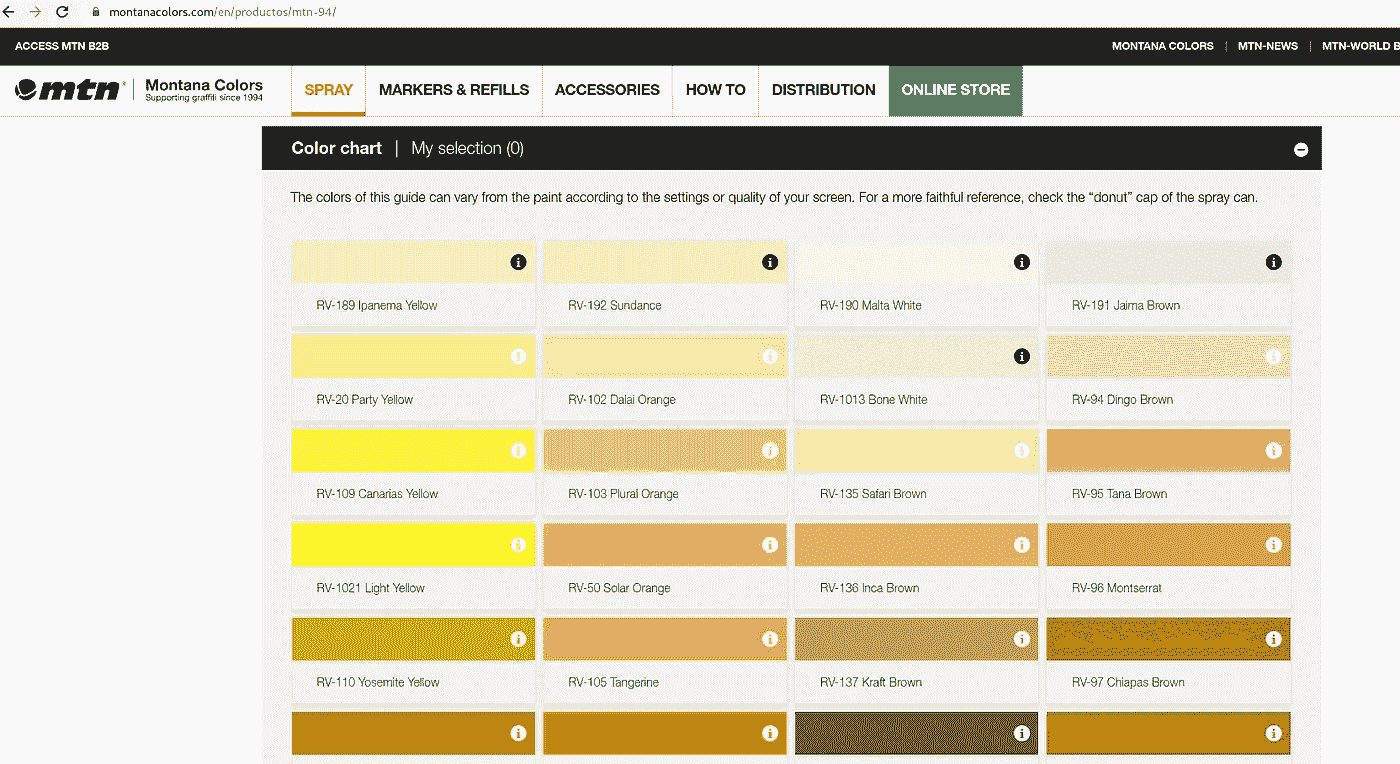 montanacolors.com/en/productos/mtn-94/
ACCESS MTN B2B
MONTANA COLORS | MTN-NEWS | MTN-WORLD B
mtn® | Montana Colors
Supporting graffiti since 1994
SPRAY
MARKERS & REFILLS
ACCESSORIES
HOW TO
DISTRIBUTION
ONLINE STORE
Color chart | My selection (0)
The colors of this guide can vary from the paint according to the settings or quality of your screen. For a more faithful reference, check the “donut” cap of the spray can.
RV-189 Ipanema Yellow
RV-192 Sundance
RV-190 Malta White
RV-191 Jaima Brown
RV-20 Party Yellow
RV-102 Dalai Orange
RV-1013 Bone White
RV-94 Dingo Brown
RV-109 Canarias Yellow
RV-103 Plural Orange
RV-135 Safari Brown
RV-95 Tana Brown
RV-1021 Light Yellow
RV-50 Solar Orange
RV-136 Inca Brown
RV-96 Montserrat
RV-110 Yosemite Yellow
RV-105 Tangerine
RV-137 Kraft Brown
RV-97 Chiapas Brown